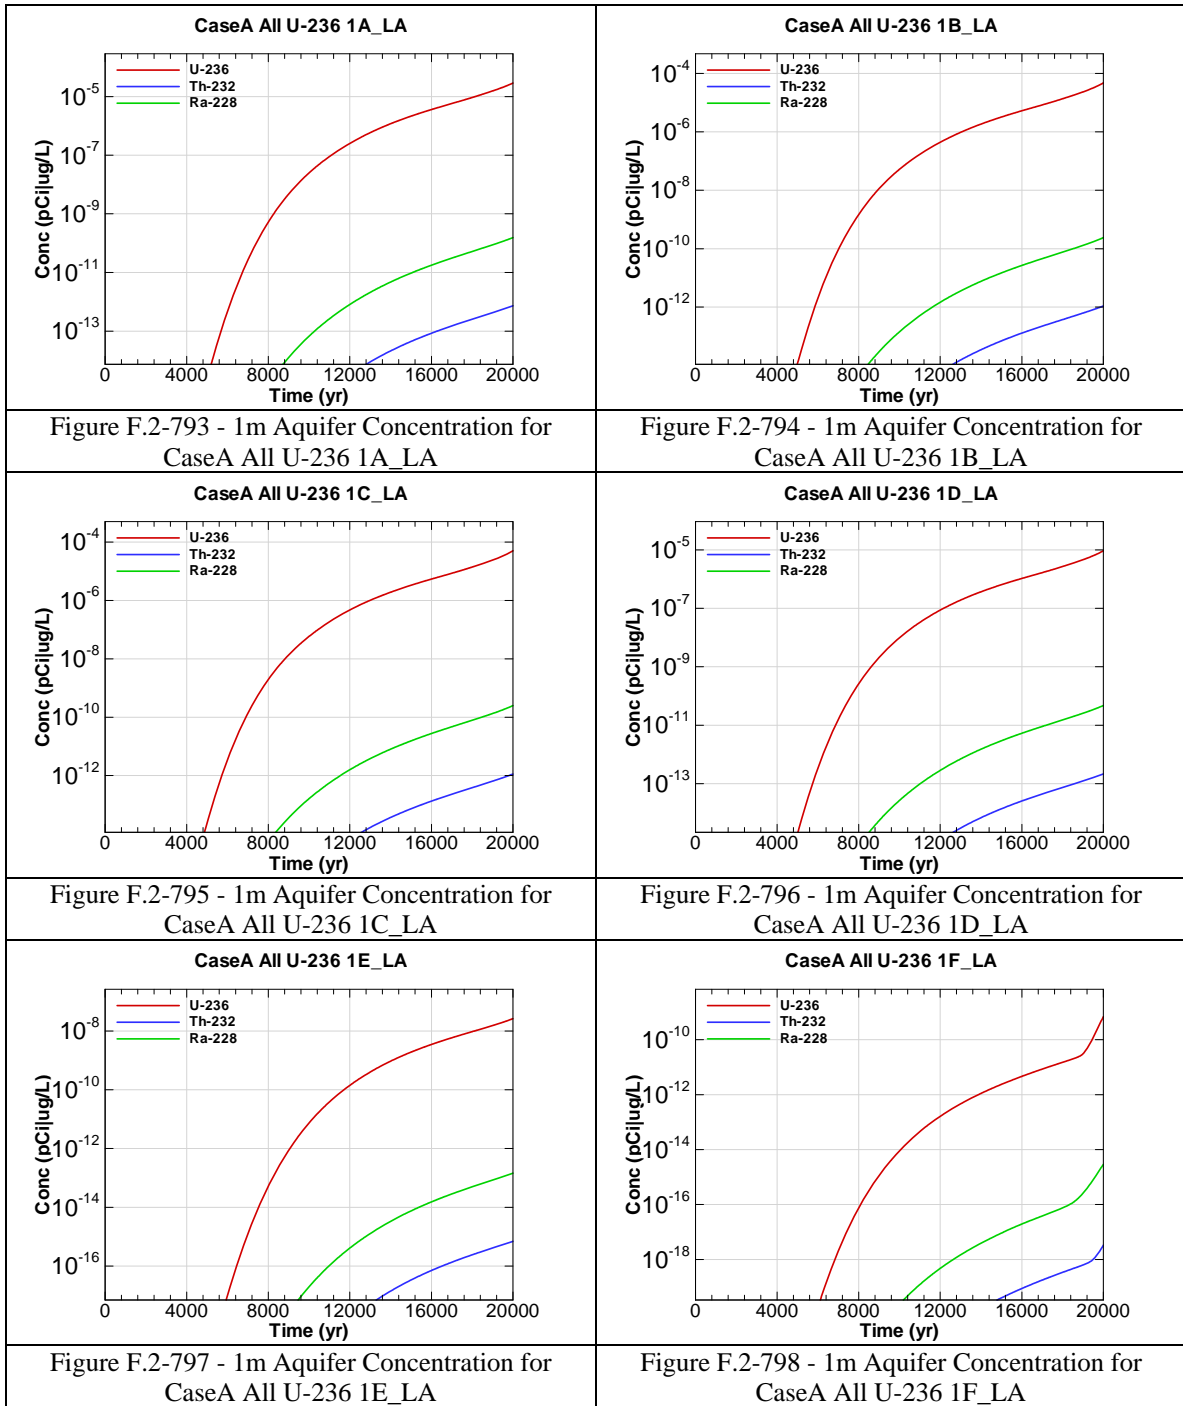 CaseA All U-236 1A_LA
U-236
Th-232
Ra-228
10-5
10-7
10-9
10-11
10-13
Conc (pCi|ug/L)
0 4000 8000 12000 16000 20000
Time (yr)
Figure F.2-793 - 1m Aquifer Concentration for
CaseA All U-236 1A_LA
CaseA All U-236 1B_LA
U-236
Th-232
Ra-228
10-4
10-6
10-8
10-10
10-12
Conc (pCi|ug/L)
0 4000 8000 12000 16000 20000
Time (yr)
Figure F.2-794 - 1m Aquifer Concentration for
CaseA All U-236 1B_LA
CaseA All U-236 1C_LA
U-236
Th-232
Ra-228
10-4
10-6
10-8
10-10
10-12
Conc (pCi|ug/L)
0 4000 8000 12000 16000 20000
Time (yr)
Figure F.2-795 - 1m Aquifer Concentration for
CaseA All U-236 1C_LA
CaseA All U-236 1D_LA
U-236
Th-232
Ra-228
10-5
10-7
10-9
10-11
10-13
Conc (pCi|ug/L)
0 4000 8000 12000 16000 20000
Time (yr)
Figure F.2-796 - 1m Aquifer Concentration for
CaseA All U-236 1D_LA
CaseA All U-236 1E_LA
U-236
Th-232
Ra-228
10-8
10-10
10-12
10-14
10-16
Conc (pCi|ug/L)
0 4000 8000 12000 16000 20000
Time (yr)
Figure F.2-797 - 1m Aquifer Concentration for
CaseA All U-236 1E_LA
CaseA All U-236 1F_LA
U-236
Th-232
Ra-228
10-10
10-12
10-14
10-16
10-18
Conc (pCi|ug/L)
0 4000 8000 12000 16000 20000
Time (yr)
Figure F.2-798 - 1m Aquifer Concentration for
CaseA All U-236 1F_LA